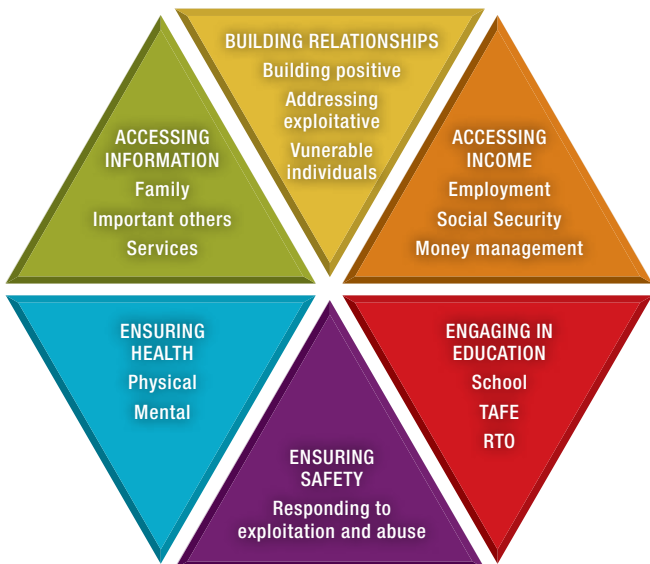 BUILDING RELATIONSHIPS
Building positive
Addressing
exploitative
Vunerable
individuals
ACCESSING
INFORMATION
Family
Important others
Services
ACCESSING
INCOME
Employment
Social Security
Money management
ENSURING
HEALTH
Physical
Mental
ENSURING
SAFETY
Responding to
exploitation and abuse
ENGAGING IN
EDUCATION
School
TAFE
RTO